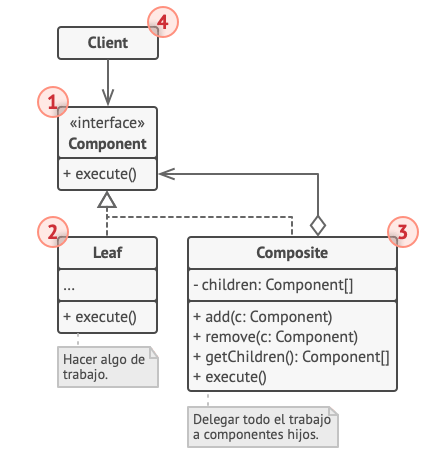 4
Client
1
«interface»
Component
+ execute()
2
Leaf
...
+ execute()
Hacer algo de
trabajo.
3
Composite
- children: Component[]
+ add(c: Component)
+ remove(c: Component)
+ getChildren(): Component[]
+ execute()
Delegar todo el trabajo
a componentes hijos.